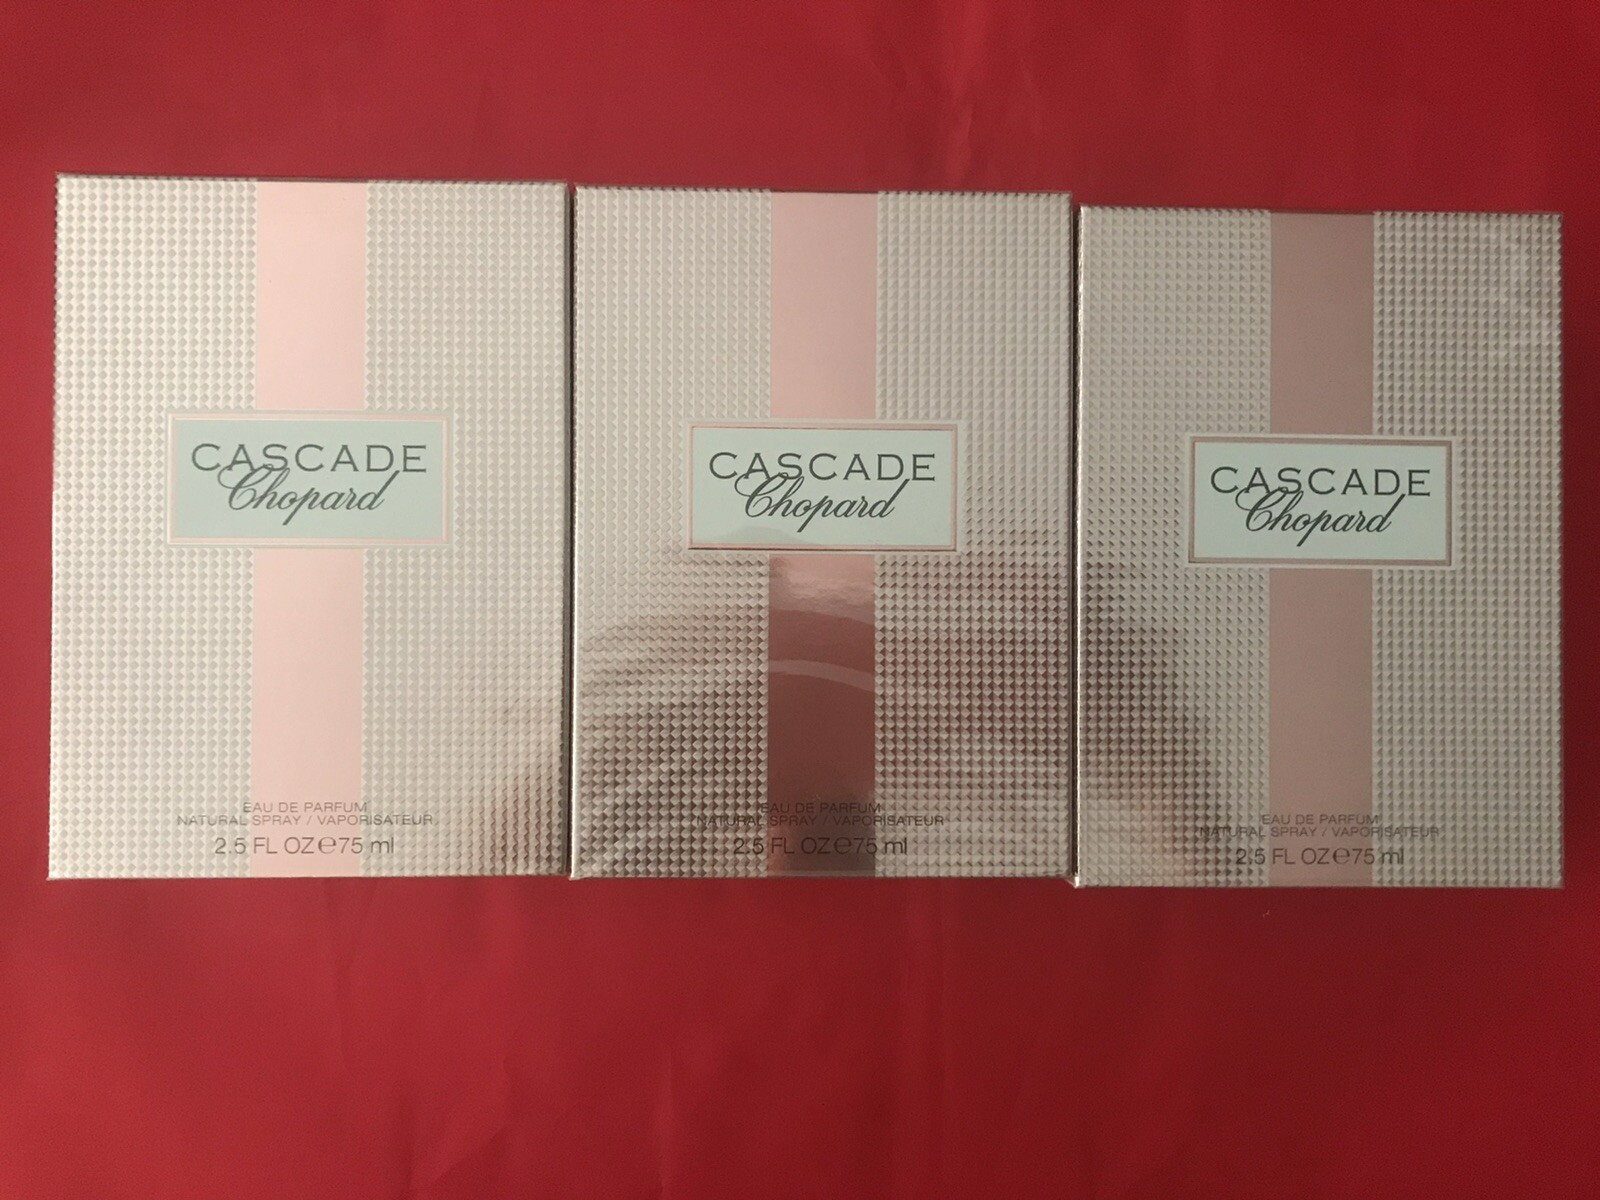 CASCADE
Chopard
EAU DE PARFUM
NATURAL SPRAY / VAPORISATEUR
2.5 FL OZ℮75 ml
CASCADE
Chopard
EAU DE PARFUM
NATURAL SPRAY / VAPORISATEUR
2.5 FL OZ℮75 ml
CASCADE
Chopard
EAU DE PARFUM
NATURAL SPRAY / VAPORISATEUR
2.5 FL OZ℮75 ml